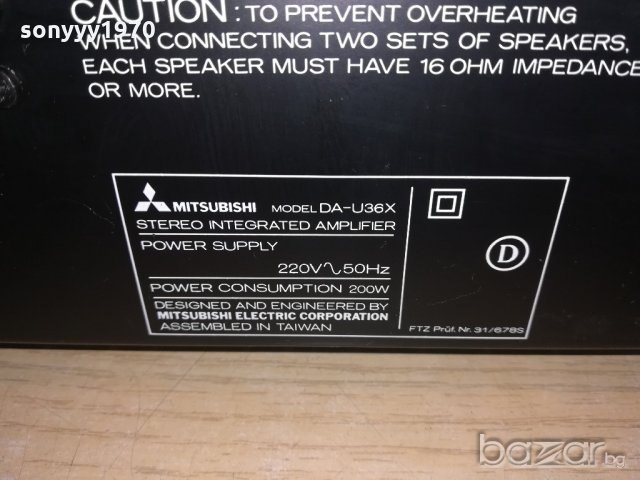 sonyyy1970
CAUTION : TO PREVENT OVERHEATING
WHEN CONNECTING TWO SETS OF SPEAKERS,
EACH SPEAKER MUST HAVE 16 OHM IMPEDANCE
OR MORE.
MITSUBISHI MODEL DA-U36X
STEREO INTEGRATED AMPLIFIER
POWER SUPPLY
220V∿50Hz
POWER CONSUMPTION 200W
DESIGNED AND ENGINEERED BY
MITSUBISHI ELECTRIC CORPORATION
ASSEMBLED IN TAIWAN
D
FTZ Prüf. Nr. 31/678S
bazar.bg